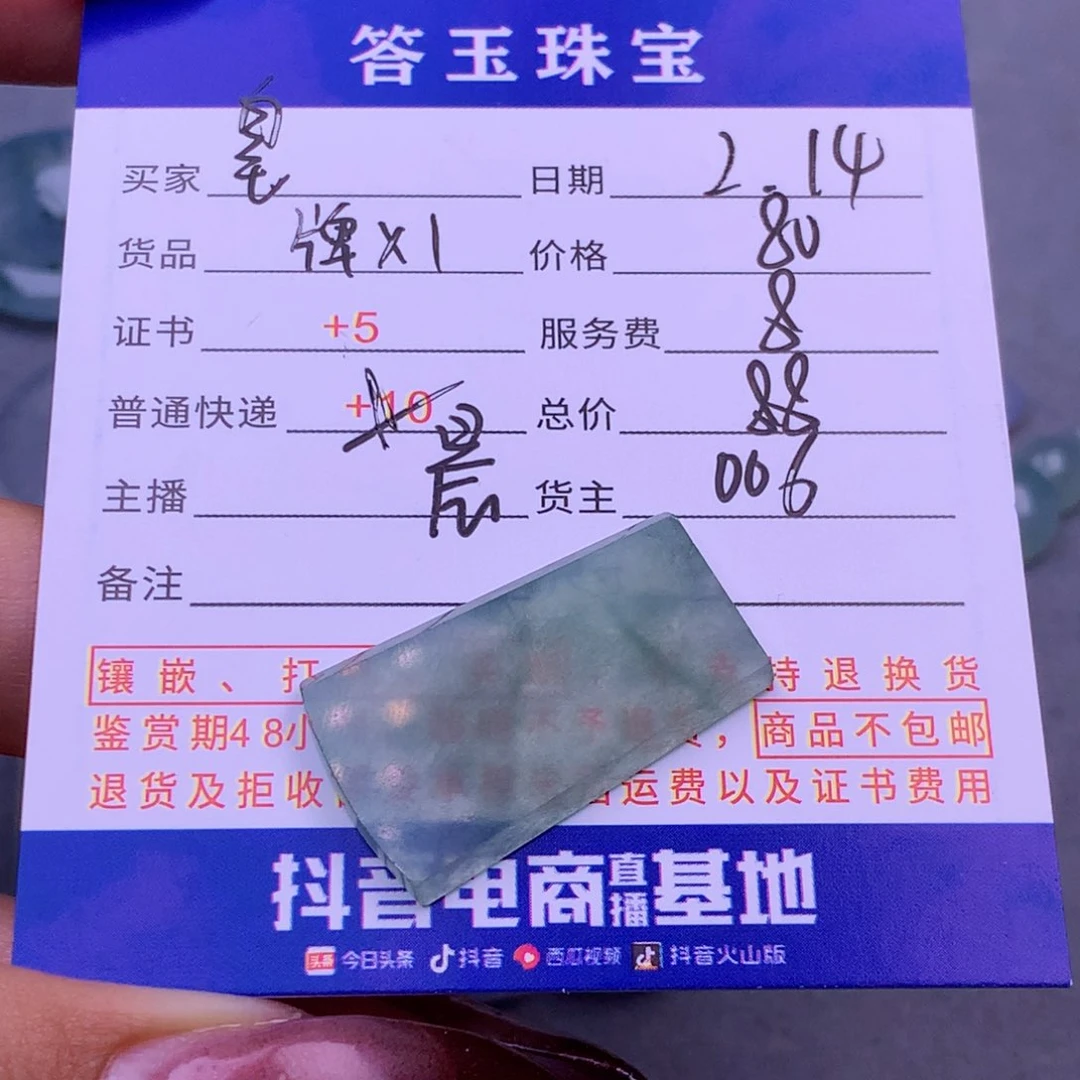 答玉珠宝
买家 日期 2.14
货品 牌X1 价格 80
证书 +5 服务费 8
普通快递 +10 总价 88
主播 晨 货主 006
备注
镶嵌、打 持退换货
鉴赏期48小 ,商品不包邮
退货及拒收 运费以及证书费用
抖音电商直播基地
头条 今日头条 抖音 西瓜视频 抖音火山版